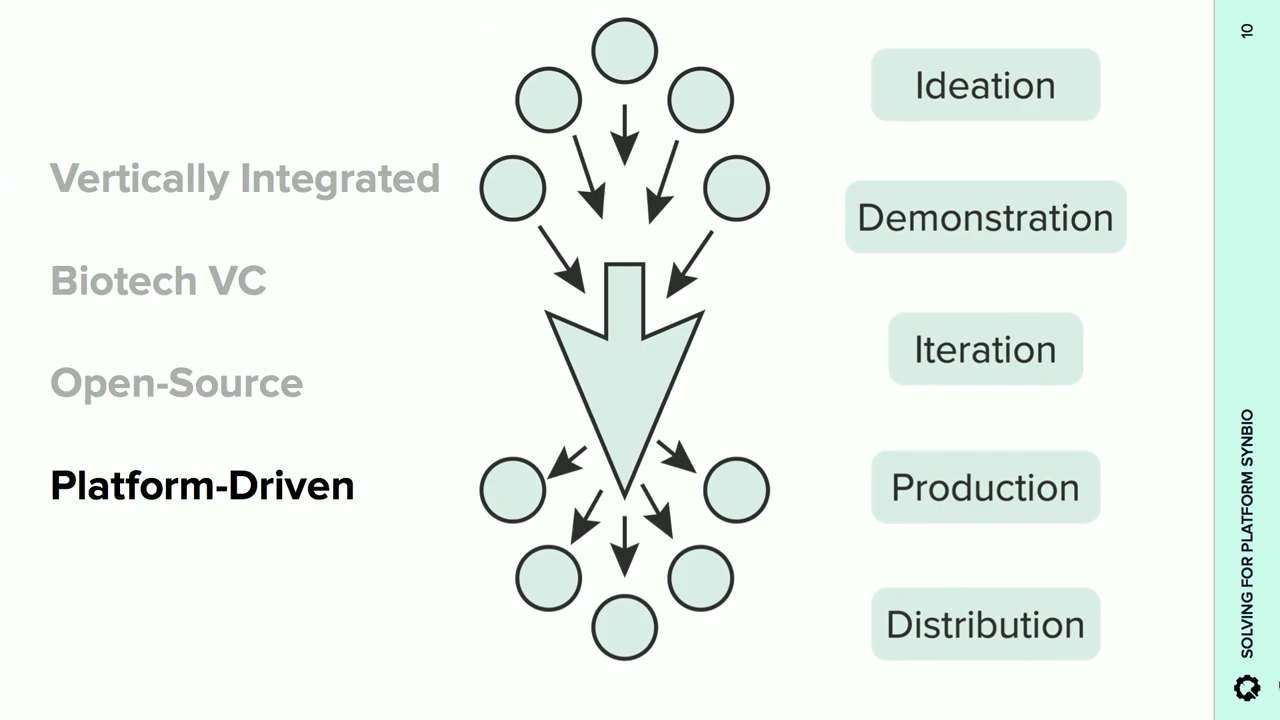 Vertically Integrated
Biotech VC
Open-Source
Platform-Driven
Ideation
Demonstration
Iteration
Production
Distribution
10
SOLVING FOR PLATFORM SYNBIO